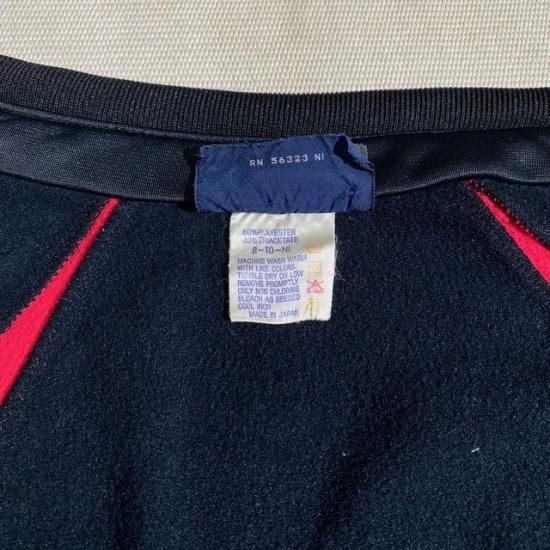 RN 56323 NI
60%POLYESTER
40%TRIACETATE
8-10-NI
MACHINE WASH WARM
WITH LIKE COLORS
TUMBLE DRY ON LOW
REMOVE PROMPTLY
ONLY NON CHLORINE
BLEACH AS NEEDED
COOL IRON
MADE IN JAPAN